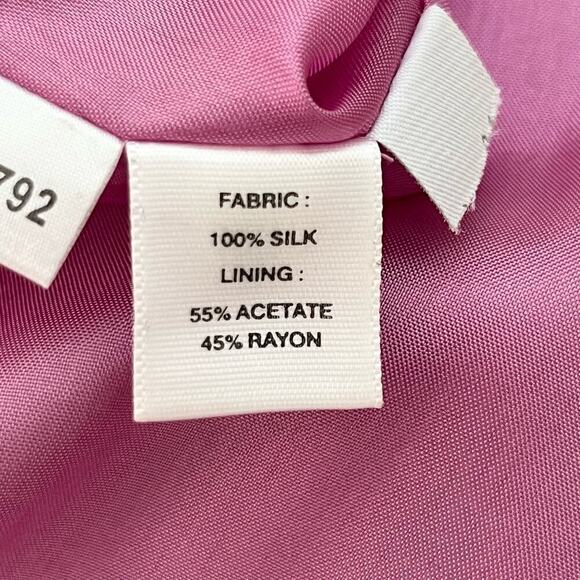 792
FABRIC :
100% SILK
LINING :
55% ACETATE
45% RAYON